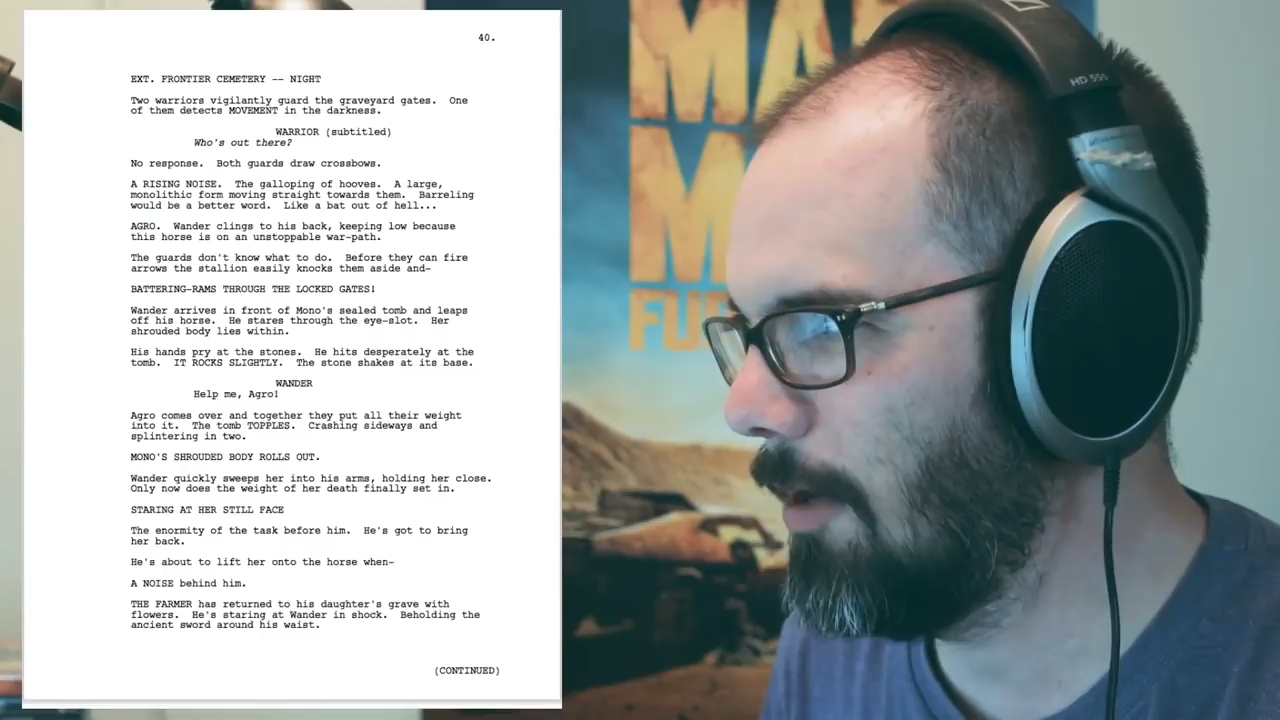 40.
EXT. FRONTIER CEMETERY -- NIGHT
Two warriors vigilantly guard the graveyard gates.  One
of them detects MOVEMENT in the darkness.
WARRIOR (subtitled)
Who's out there?
No response.  Both guards draw crossbows.
A RISING NOISE.  The galloping of hooves.  A large,
monolithic form moving straight towards them.  Barreling
would be a better word.  Like a bat out of hell...
AGRO.  Wander clings to his back, keeping low because
this horse is on an unstoppable war-path.
The guards don't know what to do.  Before they can fire
arrows the stallion easily knocks them aside and-
BATTERING-RAMS THROUGH THE LOCKED GATES!
Wander arrives in front of Mono's sealed tomb and leaps
off his horse.  He stares through the eye-slot.  Her
shrouded body lies within.
His hands pry at the stones.  He hits desperately at the
tomb.  IT ROCKS SLIGHTLY.  The stone shakes at its base.
WANDER
Help me, Agro!
Agro comes over and together they put all their weight
into it.  The tomb TOPPLES.  Crashing sideways and
splintering in two.
MONO'S SHROUDED BODY ROLLS OUT.
Wander quickly sweeps her into his arms, holding her close.
Only now does the weight of her death finally set in.
STARING AT HER STILL FACE
The enormity of the task before him.  He's got to bring
her back.
He's about to lift her onto the horse when-
A NOISE behind him.
THE FARMER has returned to his daughter's grave with
flowers.  He's staring at Wander in shock.  Beholding the
ancient sword around his waist.
(CONTINUED)
MA
M
FU
HD 555